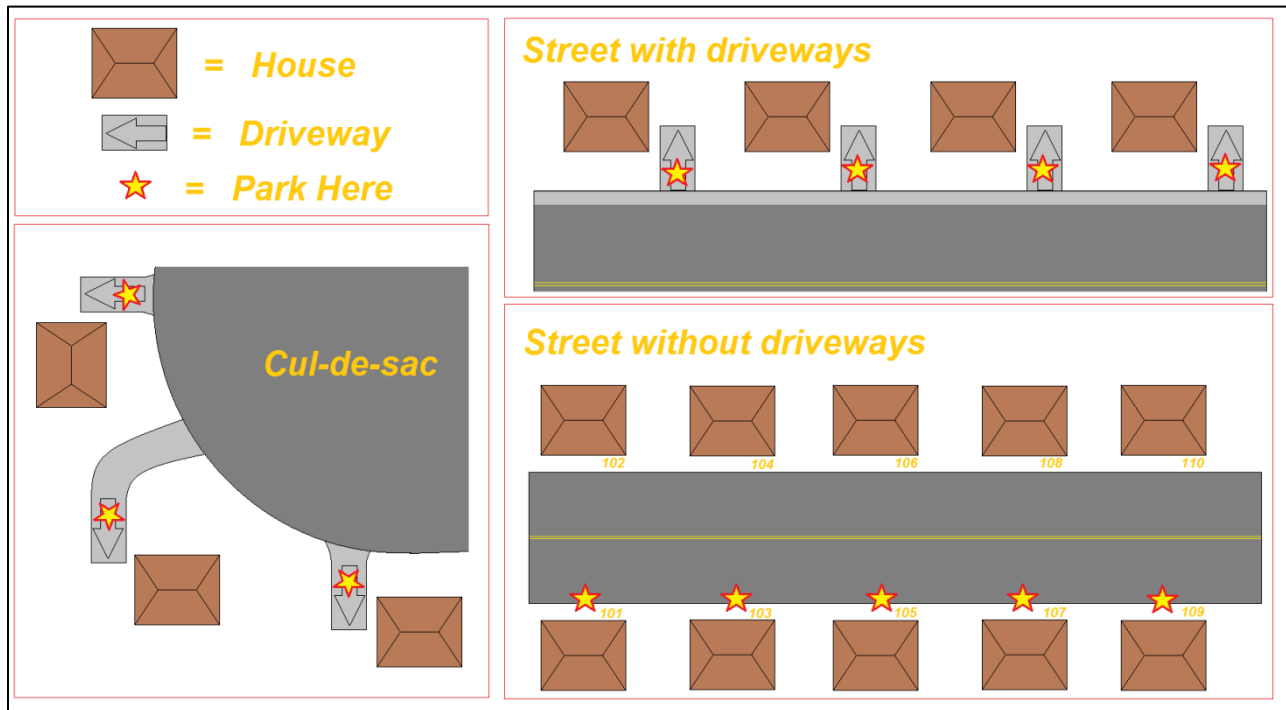 = House
= Driveway
= Park Here
Cul-de-sac
Street with driveways
Street without driveways
102 104 106 108 110
101 103 105 107 109